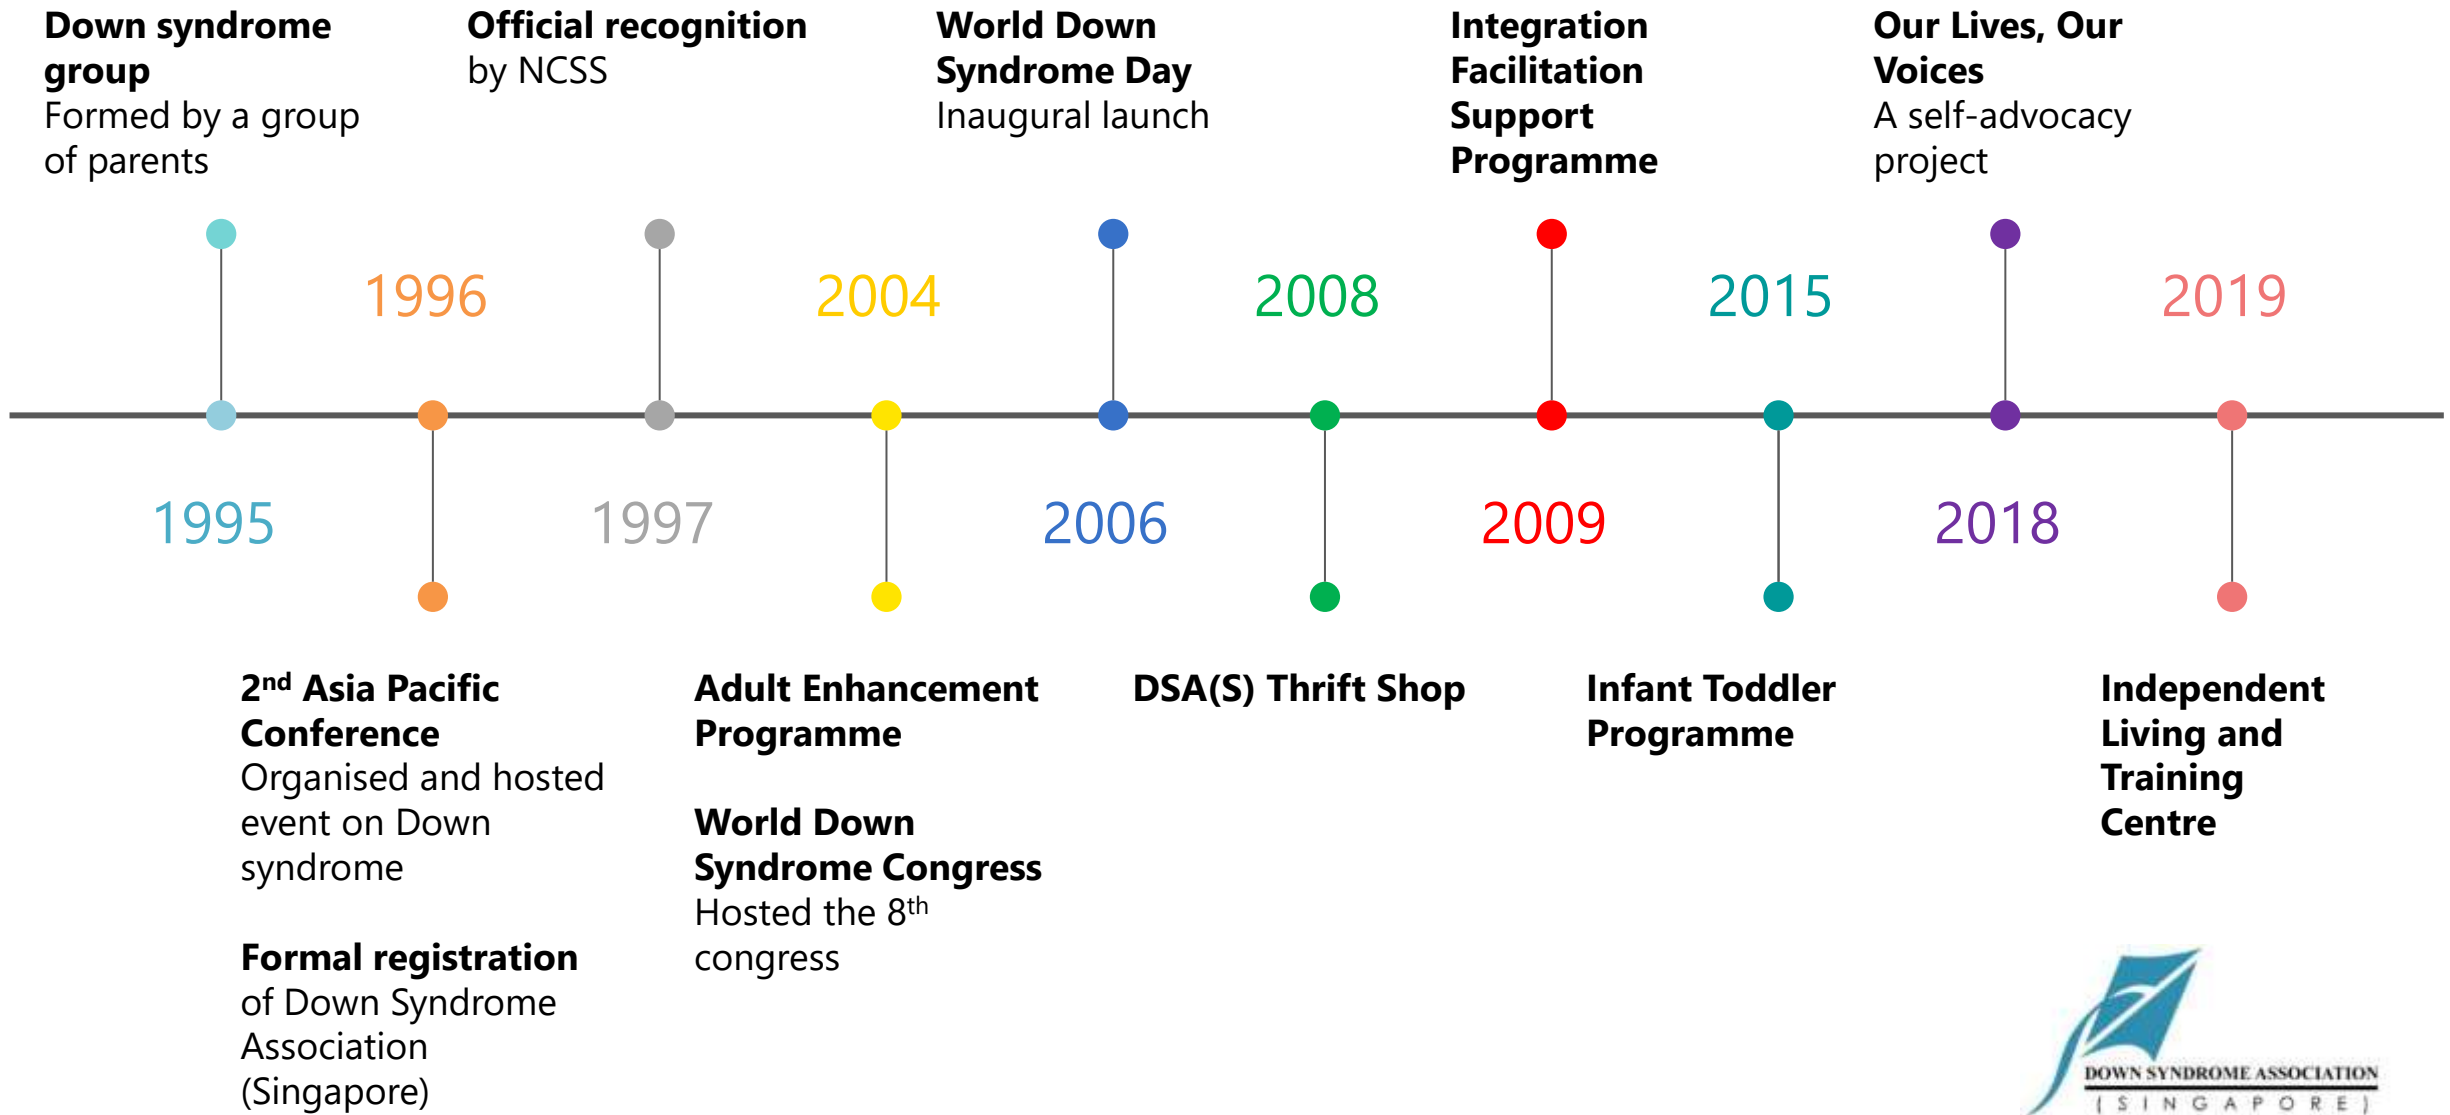 Down syndrome
group
Formed by a group
of parents
Official recognition
by NCSS
World Down
Syndrome Day
Inaugural launch
Integration
Facilitation
Support
Programme
Our Lives, Our
Voices
A self-advocacy
project
1996
2004
2008
2015
2019
1995
1997
2006
2009
2018
2nd Asia Pacific
Conference
Organised and hosted
event on Down
syndrome
Formal registration
of Down Syndrome
Association
(Singapore)
Adult Enhancement
Programme
World Down
Syndrome Congress
Hosted the 8th
congress
DSA(S) Thrift Shop
Infant Toddler
Programme
Independent
Living and
Training
Centre
DOWN SYNDROME ASSOCIATION
(SINGAPORE)